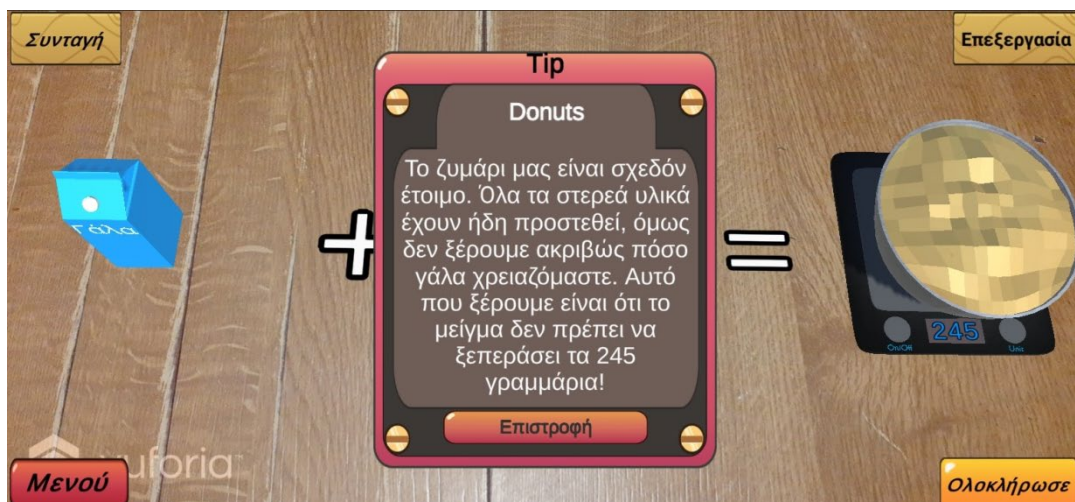 Συνταγή
Επεξεργασία
Tip
Donuts
Το ζυμάρι μας είναι σχεδόν
έτοιμο. Όλα τα στερεά υλικά
έχουν ήδη προστεθεί, όμως
δεν ξέρουμε ακριβώς πόσο
γάλα χρειαζόμαστε. Αυτό
που ξέρουμε είναι ότι το
μείγμα δεν πρέπει να
ξεπεράσει τα 245
γραμμάρια!
Επιστροφή
Γάλα
+
=
245
On/Off
Unit
vuforia™
Μενού
Ολοκλήρωσε